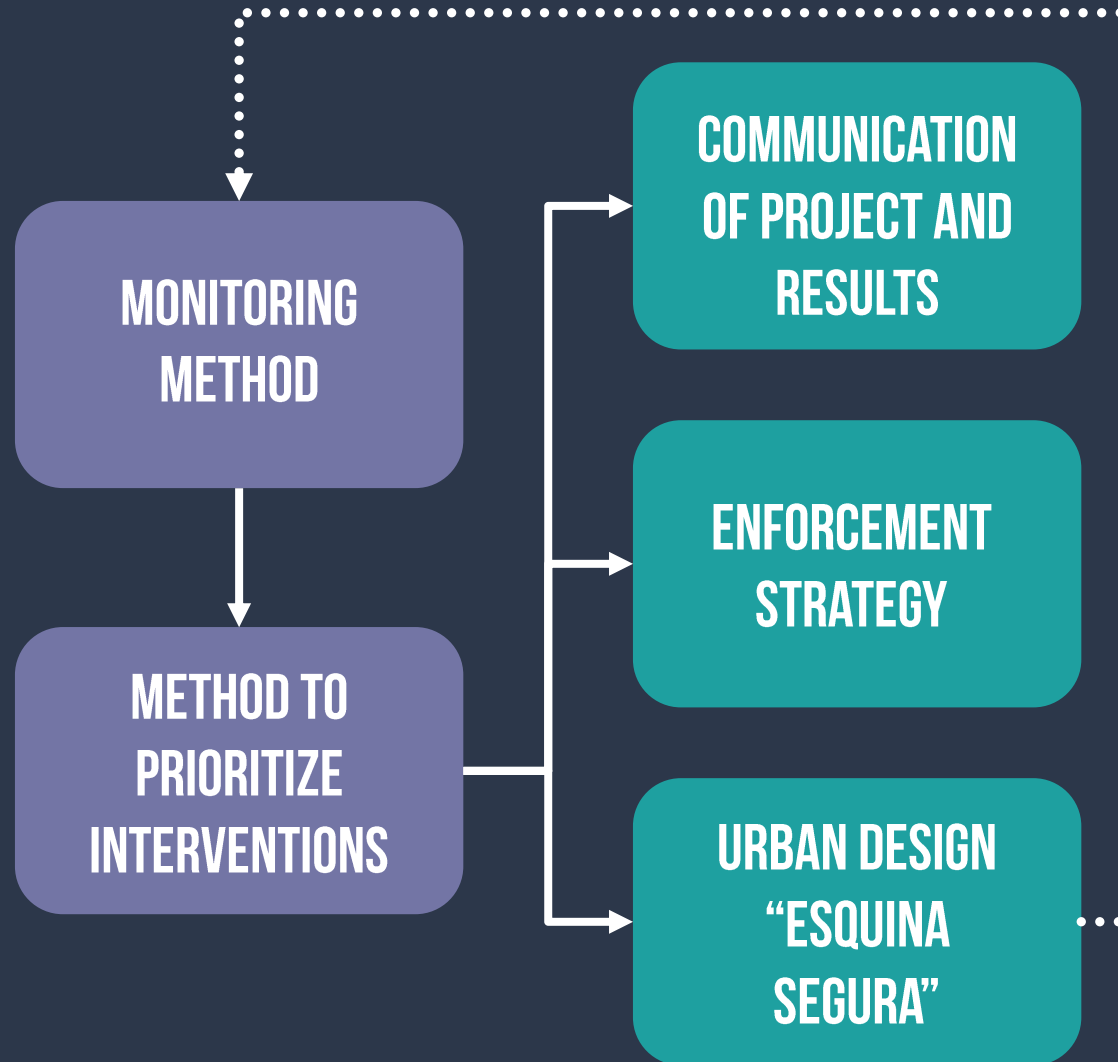 MONITORING
METHOD
METHOD TO
PRIORITIZE
INTERVENTIONS
COMMUNICATION
OF PROJECT AND
RESULTS
ENFORCEMENT
STRATEGY
URBAN DESIGN
“ESQUINA
SEGURA”